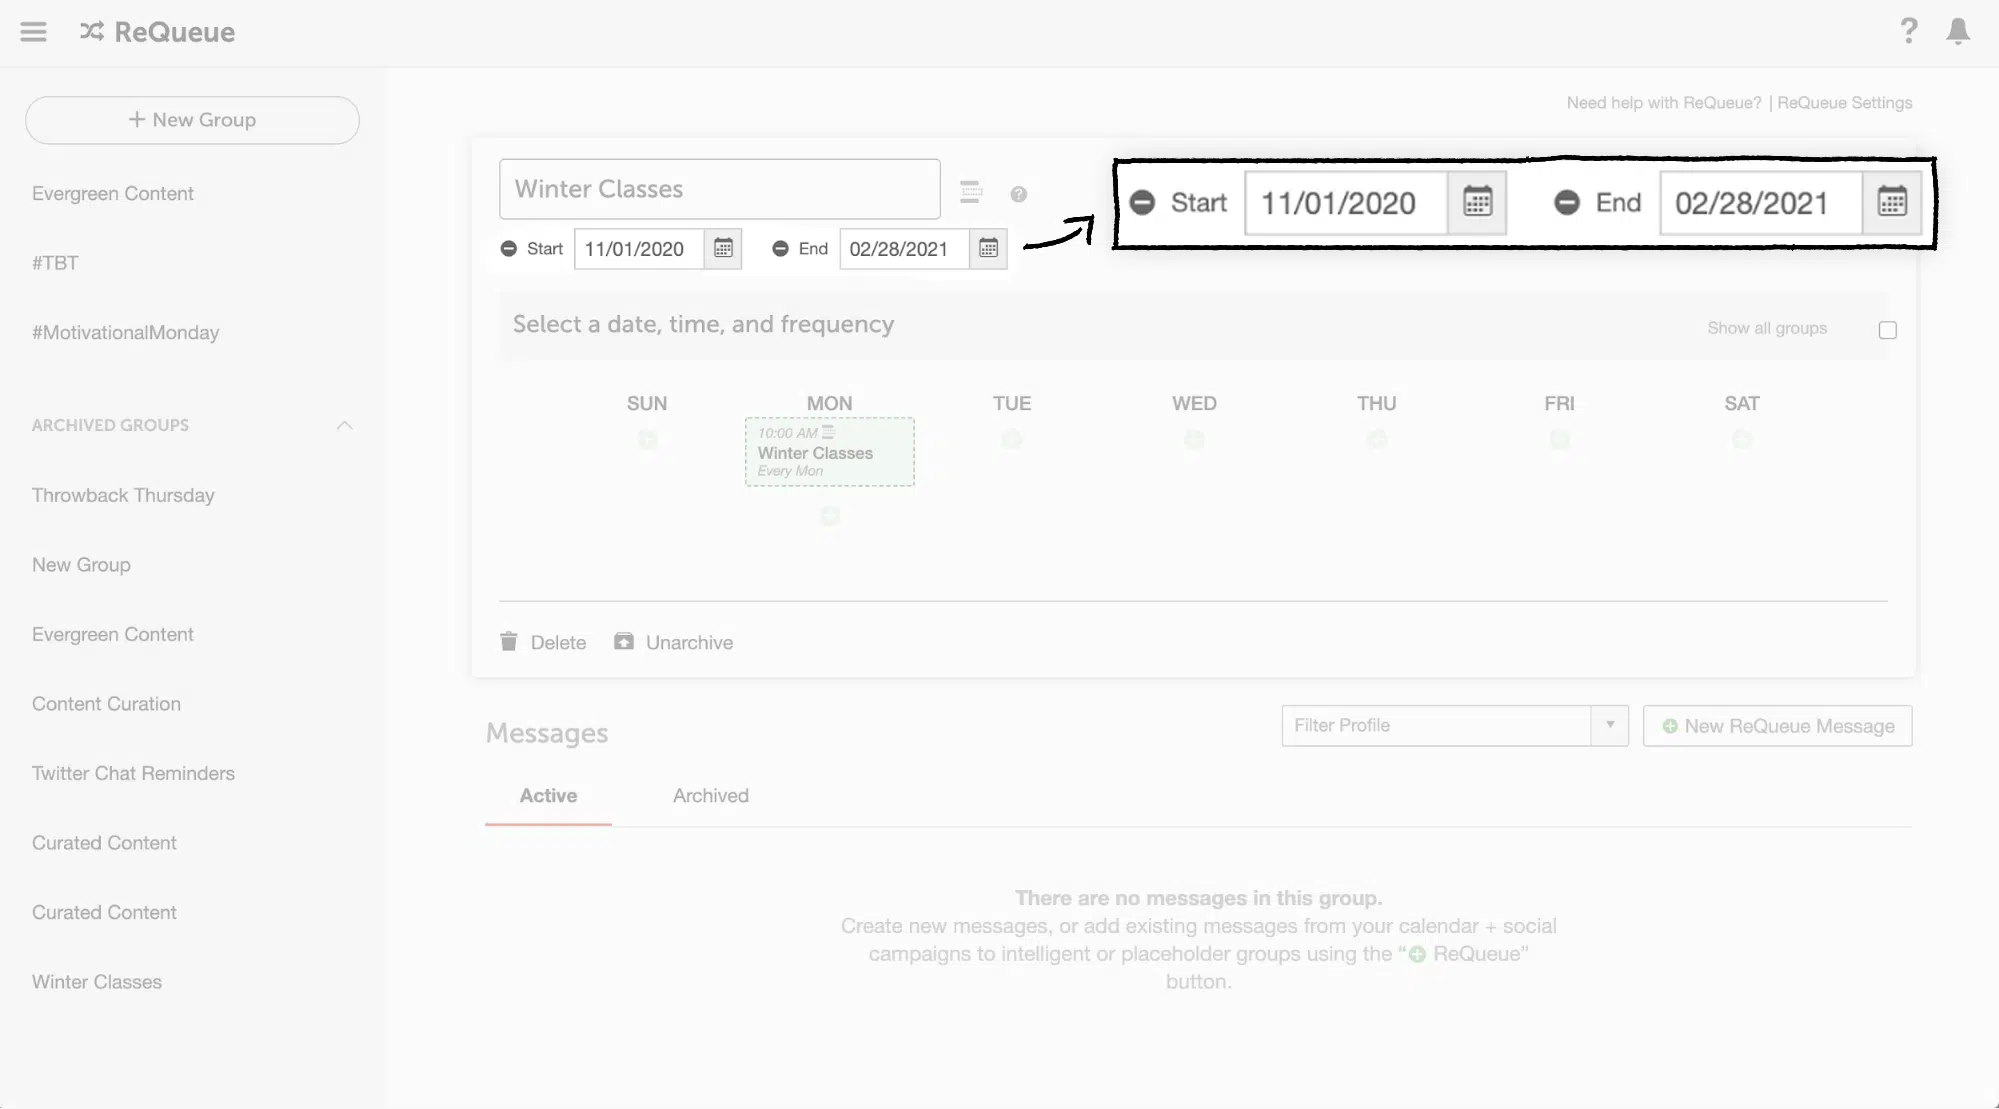 ReQueue
?
+ New Group
Evergreen Content
#TBT
#MotivationalMonday
ARCHIVED GROUPS
Throwback Thursday
New Group
Evergreen Content
Content Curation
Twitter Chat Reminders
Curated Content
Curated Content
Winter Classes
Need help with ReQueue? | ReQueue Settings
Winter Classes
?
Start 11/01/2020 End 02/28/2021
Start 11/01/2020 End 02/28/2021
Select a date, time, and frequency
Show all groups
SUN MON TUE WED THU FRI SAT
10:00 AM
Winter Classes
Every Mon
Delete Unarchive
Messages
Filter Profile
New ReQueue Message
Active Archived
There are no messages in this group.
Create new messages, or add existing messages from your calendar + social
campaigns to intelligent or placeholder groups using the “ ReQueue”
button.